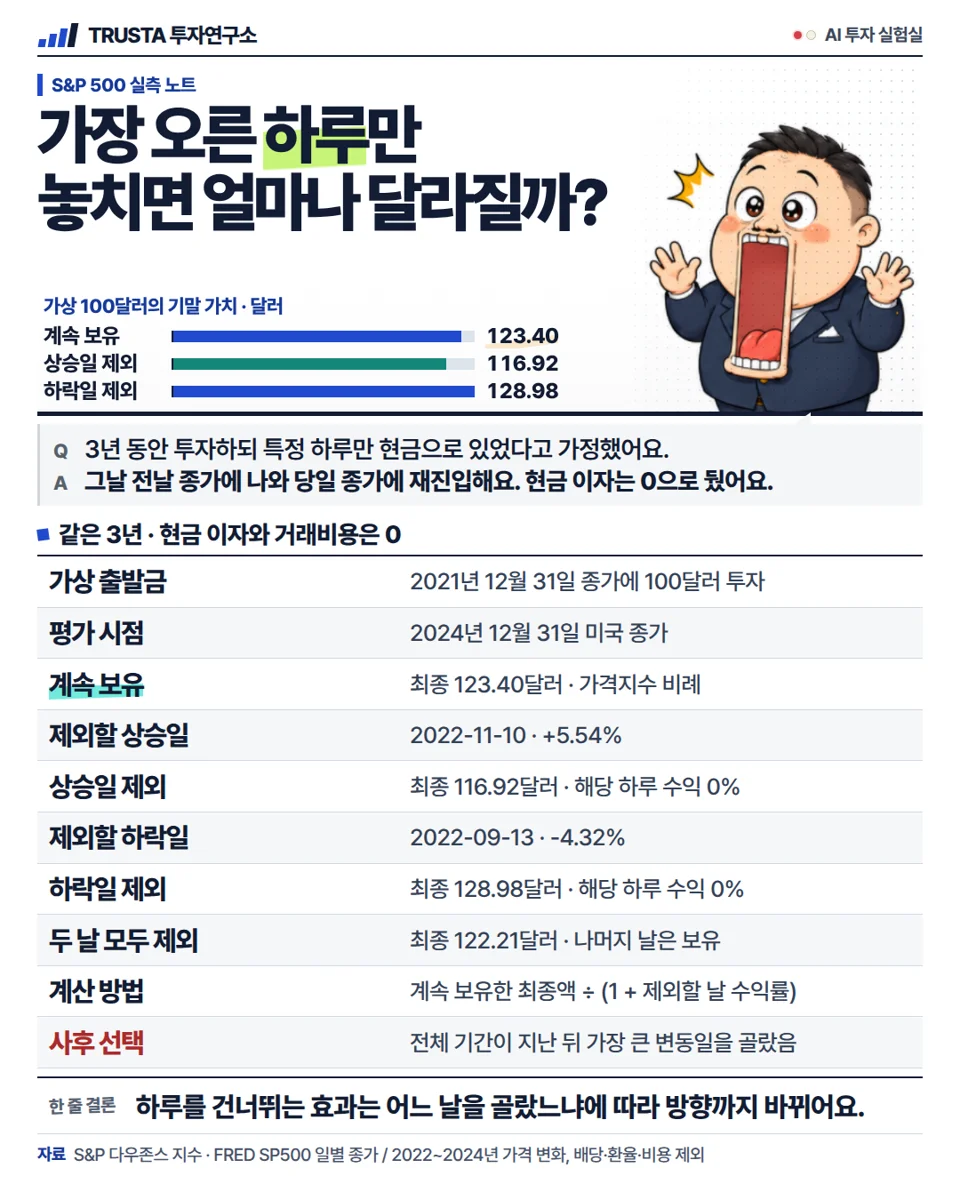 TRUSTA 투자연구소
AI 투자 실험실
S&P 500 실측 노트
가장 오른 하루만
놓치면 얼마나 달라질까?
가상 100달러의 기말 가치 · 달러
계속 보유 123.40
상승일 제외 116.92
하락일 제외 128.98
Q 3년 동안 투자하되 특정 하루만 현금으로 있었다고 가정했어요.
A 그날 전날 종가에 나와 당일 종가에 재진입해요. 현금 이자는 0으로 뒀어요.
같은 3년 · 현금 이자와 거래비용은 0
가상 출발금 2021년 12월 31일 종가에 100달러 투자
평가 시점 2024년 12월 31일 미국 종가
계속 보유 최종 123.40달러 · 가격지수 비례
제외할 상승일 2022-11-10 · +5.54%
상승일 제외 최종 116.92달러 · 해당 하루 수익 0%
제외할 하락일 2022-09-13 · -4.32%
하락일 제외 최종 128.98달러 · 해당 하루 수익 0%
두 날 모두 제외 최종 122.21달러 · 나머지 날은 보유
계산 방법 계속 보유한 최종액 ÷ (1 + 제외할 날 수익률)
사후 선택 전체 기간이 지난 뒤 가장 큰 변동일을 골랐음
한 줄 결론 하루를 건너뛰는 효과는 어느 날을 골랐느냐에 따라 방향까지 바뀌어요.
자료 S&P 다우존스 지수 · FRED SP500 일별 종가 / 2022~2024년 가격 변화, 배당·환율·비용 제외